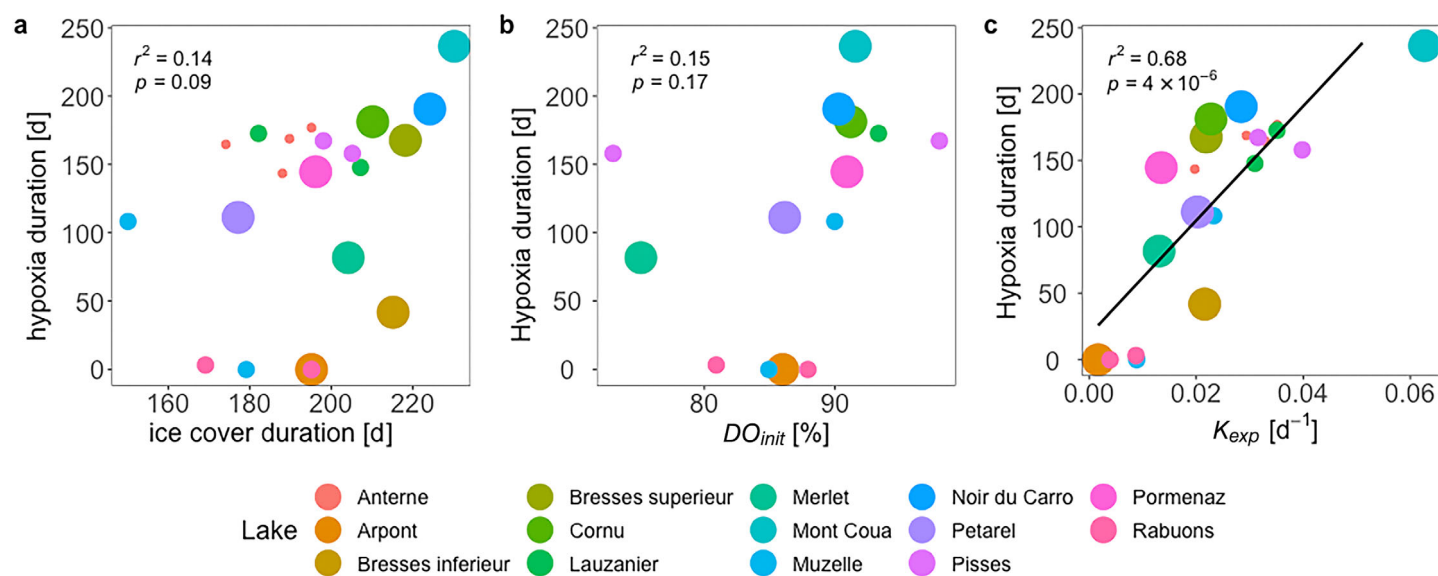 a
r² = 0.14
p = 0.09
hypoxia duration [d]
250
200
150
100
50
0
160 180 200 220
ice cover duration [d]
b
r² = 0.15
p = 0.17
Hypoxia duration [d]
250
200
150
100
50
0
80 90
DO_init [%]
c
r² = 0.68
p = 4 × 10⁻⁶
Hypoxia duration [d]
250
200
150
100
50
0
0.00 0.02 0.04 0.06
K_exp [d⁻¹]
Lake
Anterne
Arpont
Bresses inferieur
Bresses superieur
Cornu
Lauzanier
Merlet
Mont Coua
Muzelle
Noir du Carro
Petarel
Pisses
Pormenaz
Rabuons